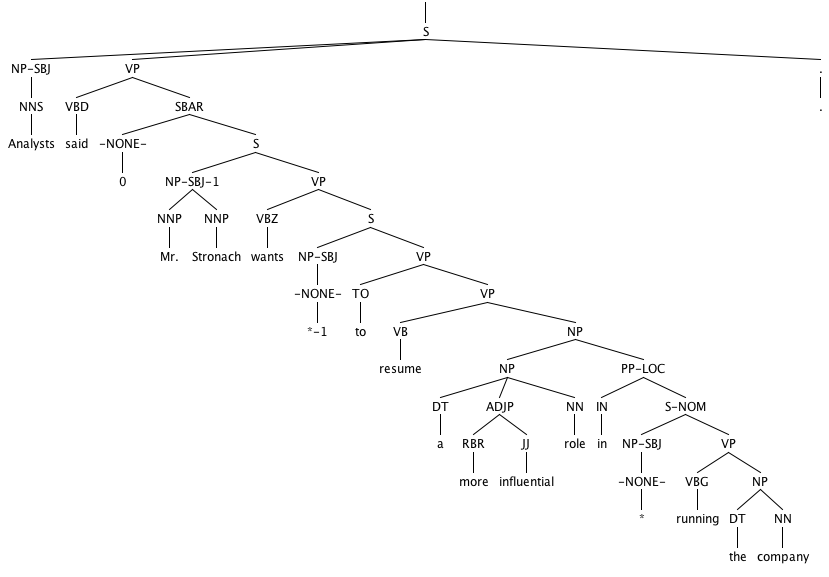 S
NP-SBJ VP .
NNS VBD SBAR .
Analysts said -NONE- S
0 NP-SBJ-1 VP
NNP NNP VBZ S
Mr. Stronach wants NP-SBJ VP
-NONE- TO VP
*-1 to VB NP
resume NP PP-LOC
DT ADJP NN IN S-NOM
a RBR JJ role in NP-SBJ VP
more influential -NONE- VBG NP
* running DT NN
the company